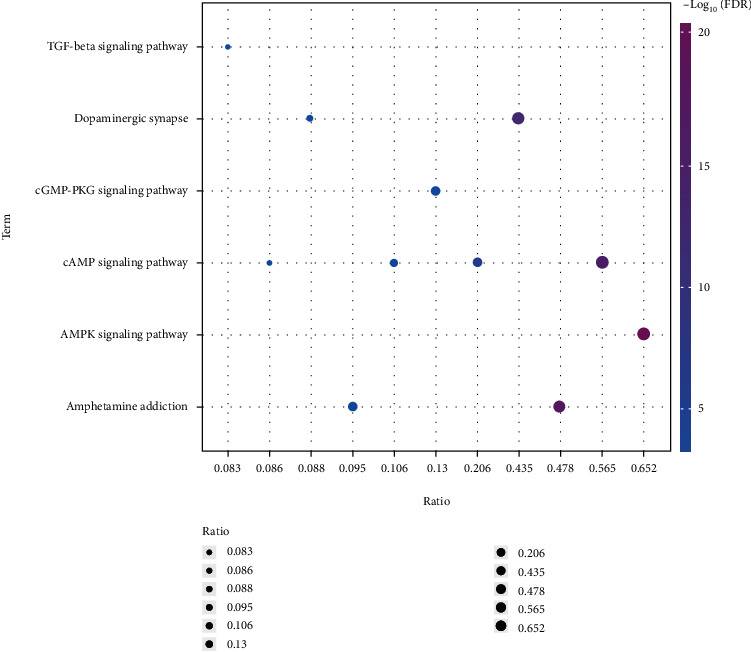 –Log10 (FDR)
20
15
10
5
Term
TGF-beta signaling pathway
Dopaminergic synapse
cGMP-PKG signaling pathway
cAMP signaling pathway
AMPK signaling pathway
Amphetamine addiction
0.083 0.086 0.088 0.095 0.106 0.13 0.206 0.435 0.478 0.565 0.652
Ratio
Ratio
0.083
0.086
0.088
0.095
0.106
0.13
0.206
0.435
0.478
0.565
0.652